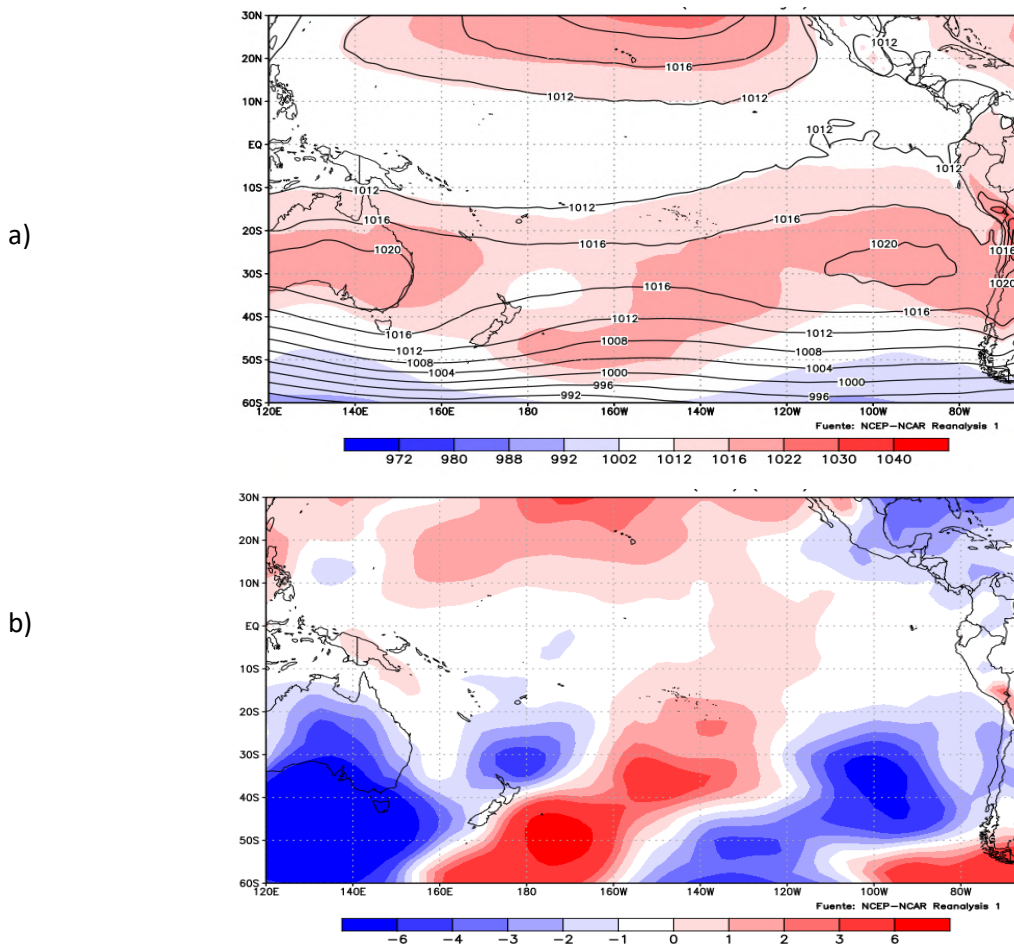 30N
1012
20N
1016
10N
1012
1012
1012
EQ
1012
10S
1012
1012
1012
20S
1016
1016
1016
1016
1020
1020
30S
1020
1016
1016
40S
1016
1012
1012
1012
1008
1008
50S
1008
1004
1004
1000
1000
996
996
992
60S
120E 140E 160E 180 160W 140W 120W 100W 80W
Fuente: NCEP–NCAR Reanalysis 1
972 980 988 992 1002 1012 1016 1022 1030 1040
a)
30N
20N
10N
EQ
10S
20S
30S
40S
50S
60S
120E 140E 160E 180 160W 140W 120W 100W 80W
Fuente: NCEP–NCAR Reanalysis 1
-6 -4 -3 -2 -1 0 1 2 3 6
b)